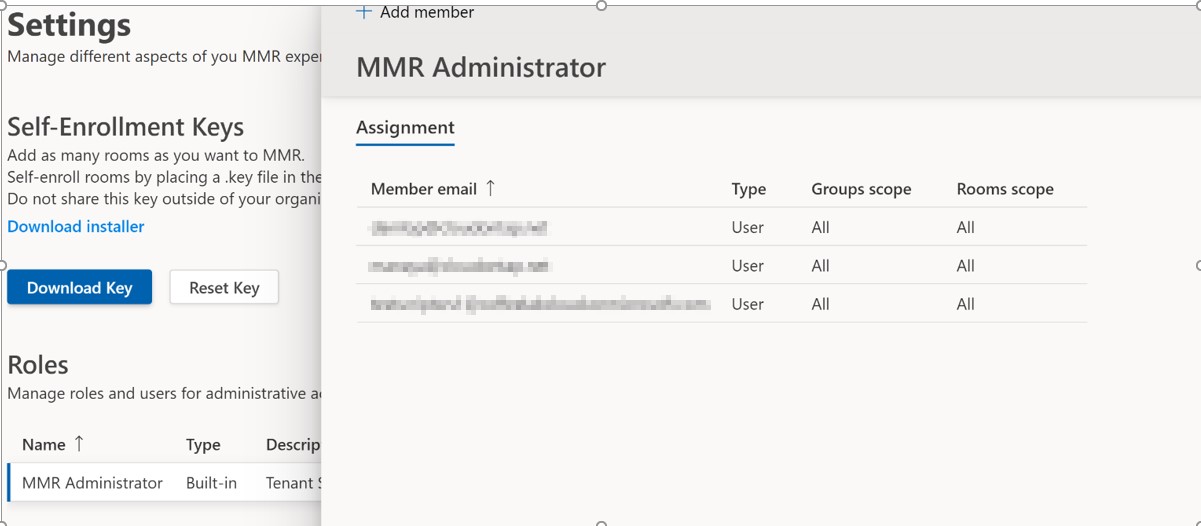 Settings
Manage different aspects of you MMR exper
Self-Enrollment Keys
Add as many rooms as you want to MMR.
Self-enroll rooms by placing a .key file in the
Do not share this key outside of your organi
Download installer
Download Key Reset Key
Roles
Manage roles and users for administrative a
Name ↑ Type Descrip
MMR Administrator Built-in Tenant S
+ Add member
MMR Administrator
Assignment
Member email ↑ Type Groups scope Rooms scope
User All All
User All All
User All All